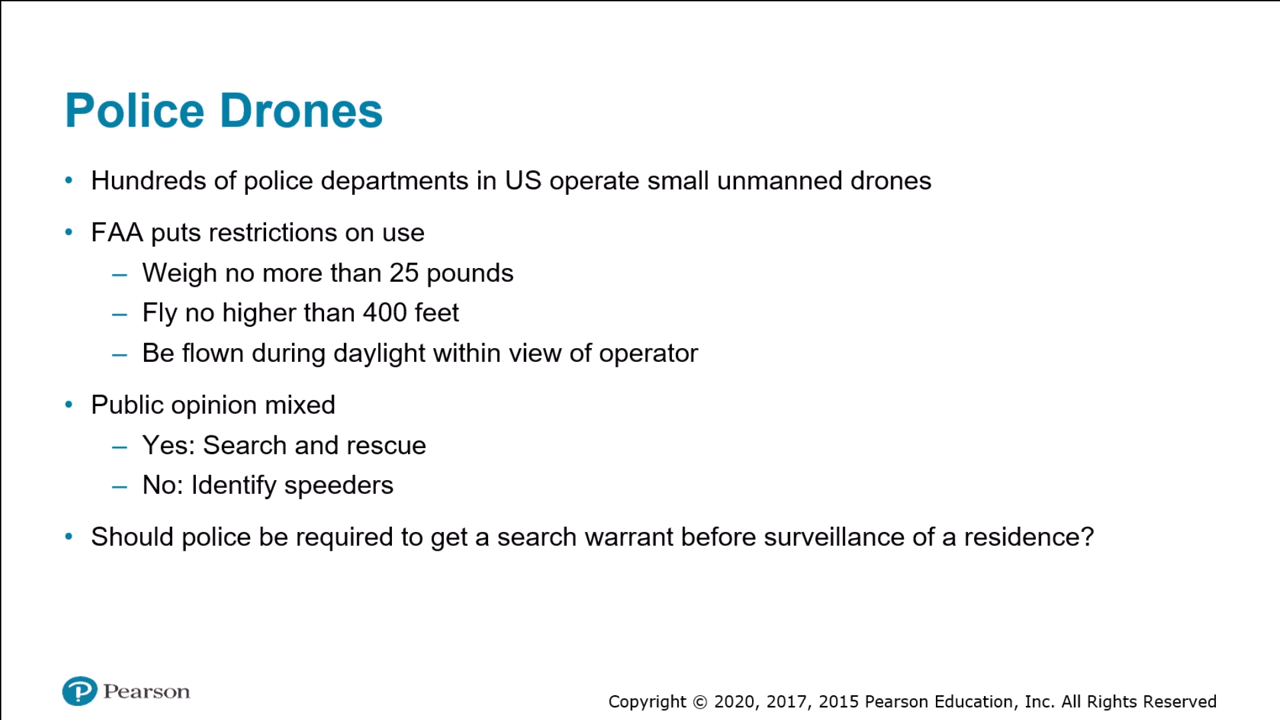 Police Drones
• Hundreds of police departments in US operate small unmanned drones
• FAA puts restrictions on use
– Weigh no more than 25 pounds
– Fly no higher than 400 feet
– Be flown during daylight within view of operator
• Public opinion mixed
– Yes: Search and rescue
– No: Identify speeders
• Should police be required to get a search warrant before surveillance of a residence?
Pearson
Copyright © 2020, 2017, 2015 Pearson Education, Inc. All Rights Reserved